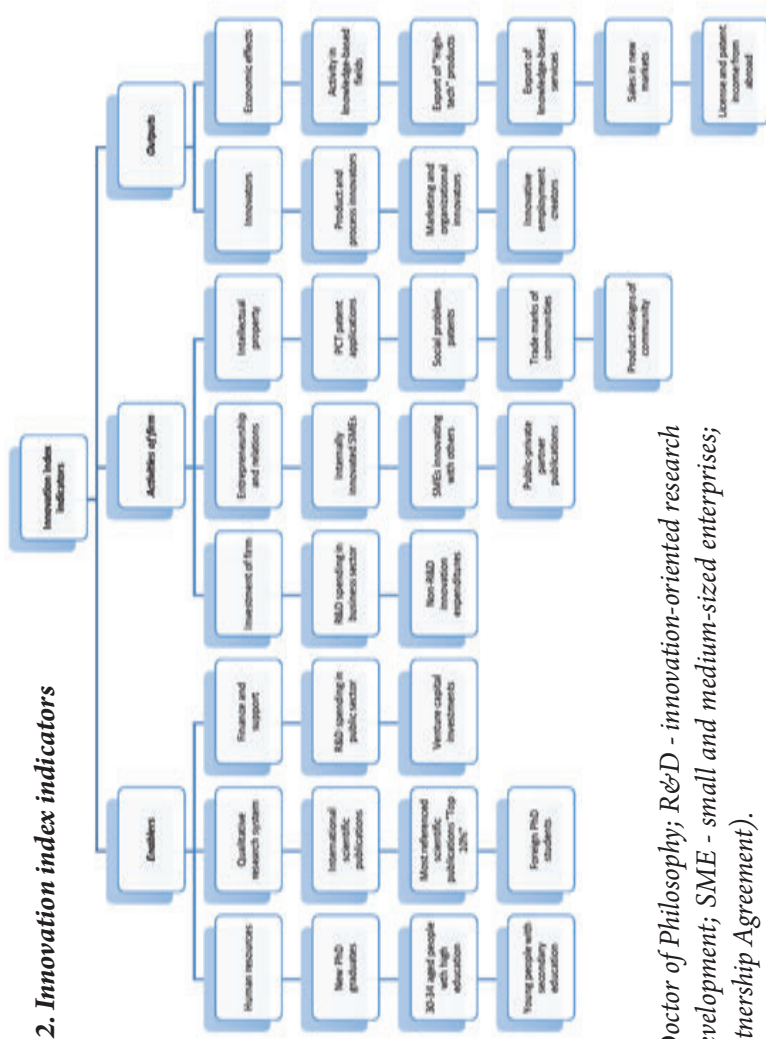 2. Innovation index indicators
Innovation index
indicators
Enablers
Activities of firm
Outputs
Human resources
Qualitative
research system
Finance and
support
Investment of firm
Entrepreneurship
and relations
Intellectual
property
Innovators
Economic effects
New PhD
graduates
International
scientific
publications
R&D spending in
public sector
R&D spending in
business sector
Internally
innovated SMEs
PCT patent
applications
Product and
process innovators
Activity in
knowledge-based
fields
30-34 aged people
with high
education
Most referenced
scientific
publications "Top
10%"
Venture capital
investments
Non-R&D
innovation
expenditures
SMEs innovating
with others
Social problems
patents
Marketing and
organizational
innovators
Export of "High-
tech" products
Young people with
secondary
education
Foreign PhD
students
Public-private
partner
publications
Trade marks of
communities
Innovative
employment
creators
Export of
knowledge-based
services
Product designs of
community
Sales in new
markets
License and patent
income from
abroad
Doctor of Philosophy; R&D - innovation-oriented research
velopment; SME - small and medium-sized enterprises;
tnership Agreement).